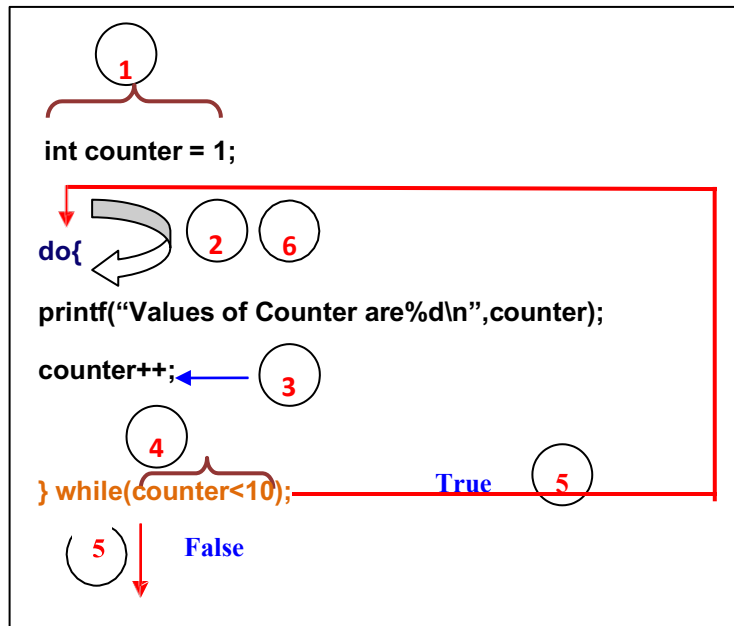 1
int counter = 1;
do{ 2 6
printf(“Values of Counter are%d\n”,counter);
counter++; 3
4
} while(counter<10); True 5
5 False